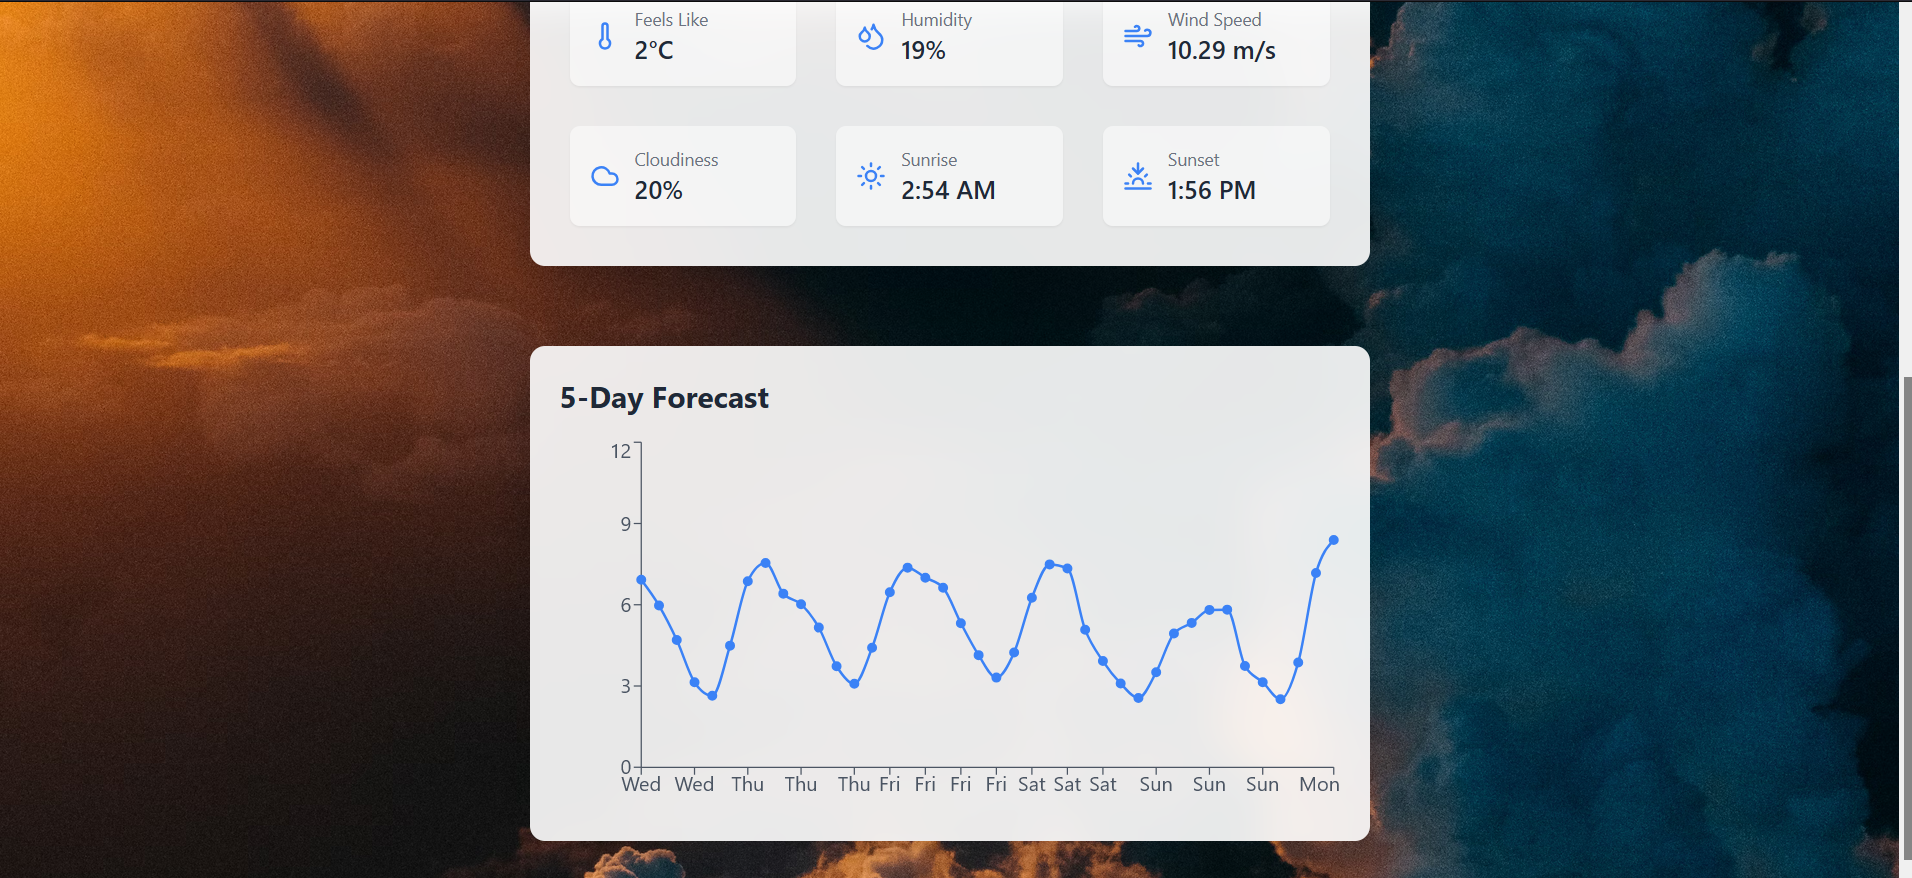 Feels Like
2°C
Humidity
19%
Wind Speed
10.29 m/s
Cloudiness
20%
Sunrise
2:54 AM
Sunset
1:56 PM
5-Day Forecast
12
9
6
3
0
Wed Wed Thu Thu Thu Fri Fri Fri Fri Sat Sat Sat Sun Sun Sun Mon